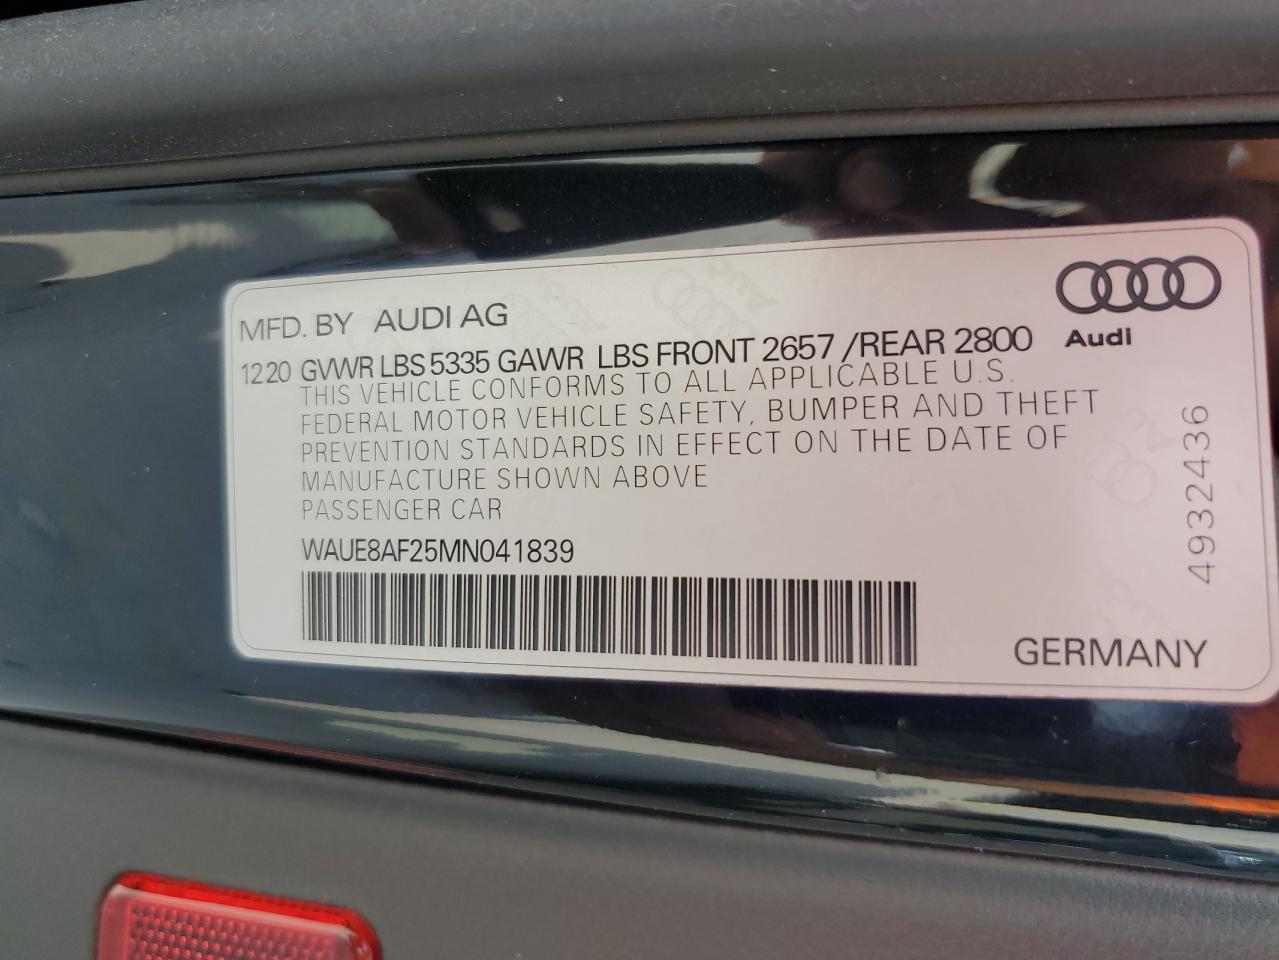 MFD. BY AUDI AG
Audi
12 20 GVWR LBS 5335 GAWR LBS FRONT 2657 /REAR 2800
THIS VEHICLE CONFORMS TO ALL APPLICABLE U.S.
FEDERAL MOTOR VEHICLE SAFETY, BUMPER AND THEFT
PREVENTION STANDARDS IN EFFECT ON THE DATE OF
MANUFACTURE SHOWN ABOVE
PASSENGER CAR
WAUE8AF25MN041839
4932436
GERMANY